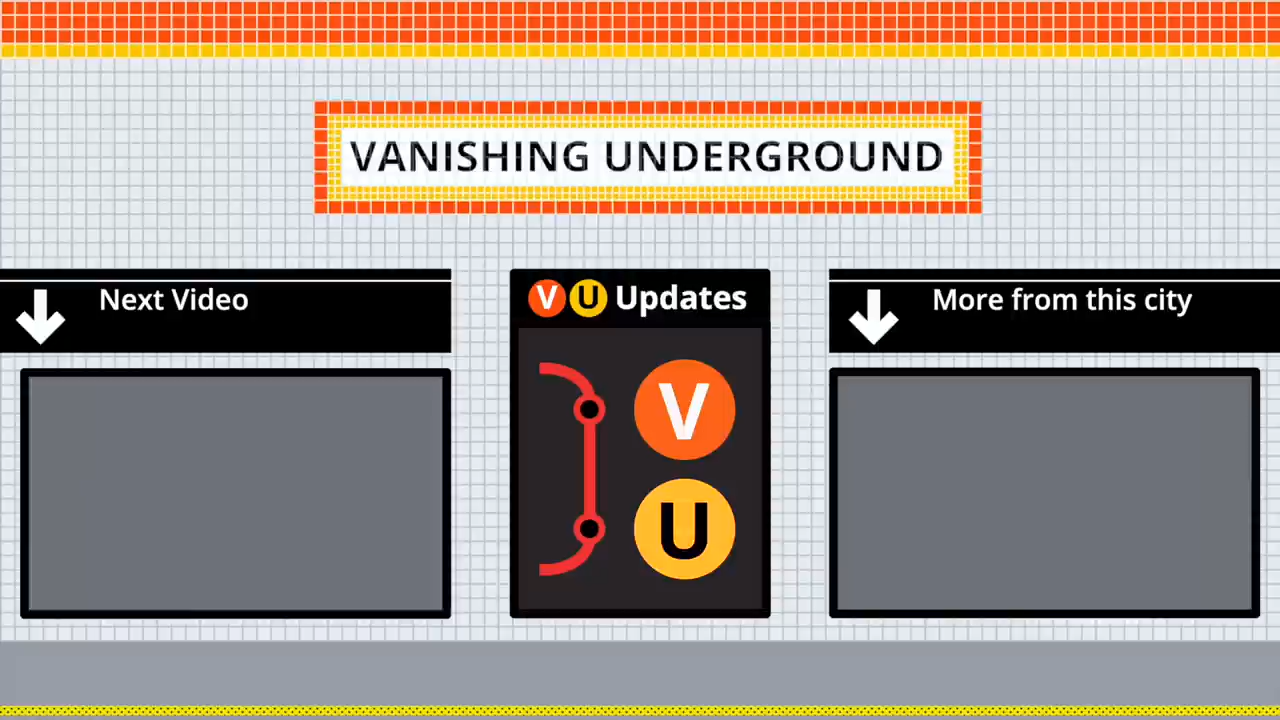 VANISHING UNDERGROUND
Next Video
V U Updates
More from this city
V
U